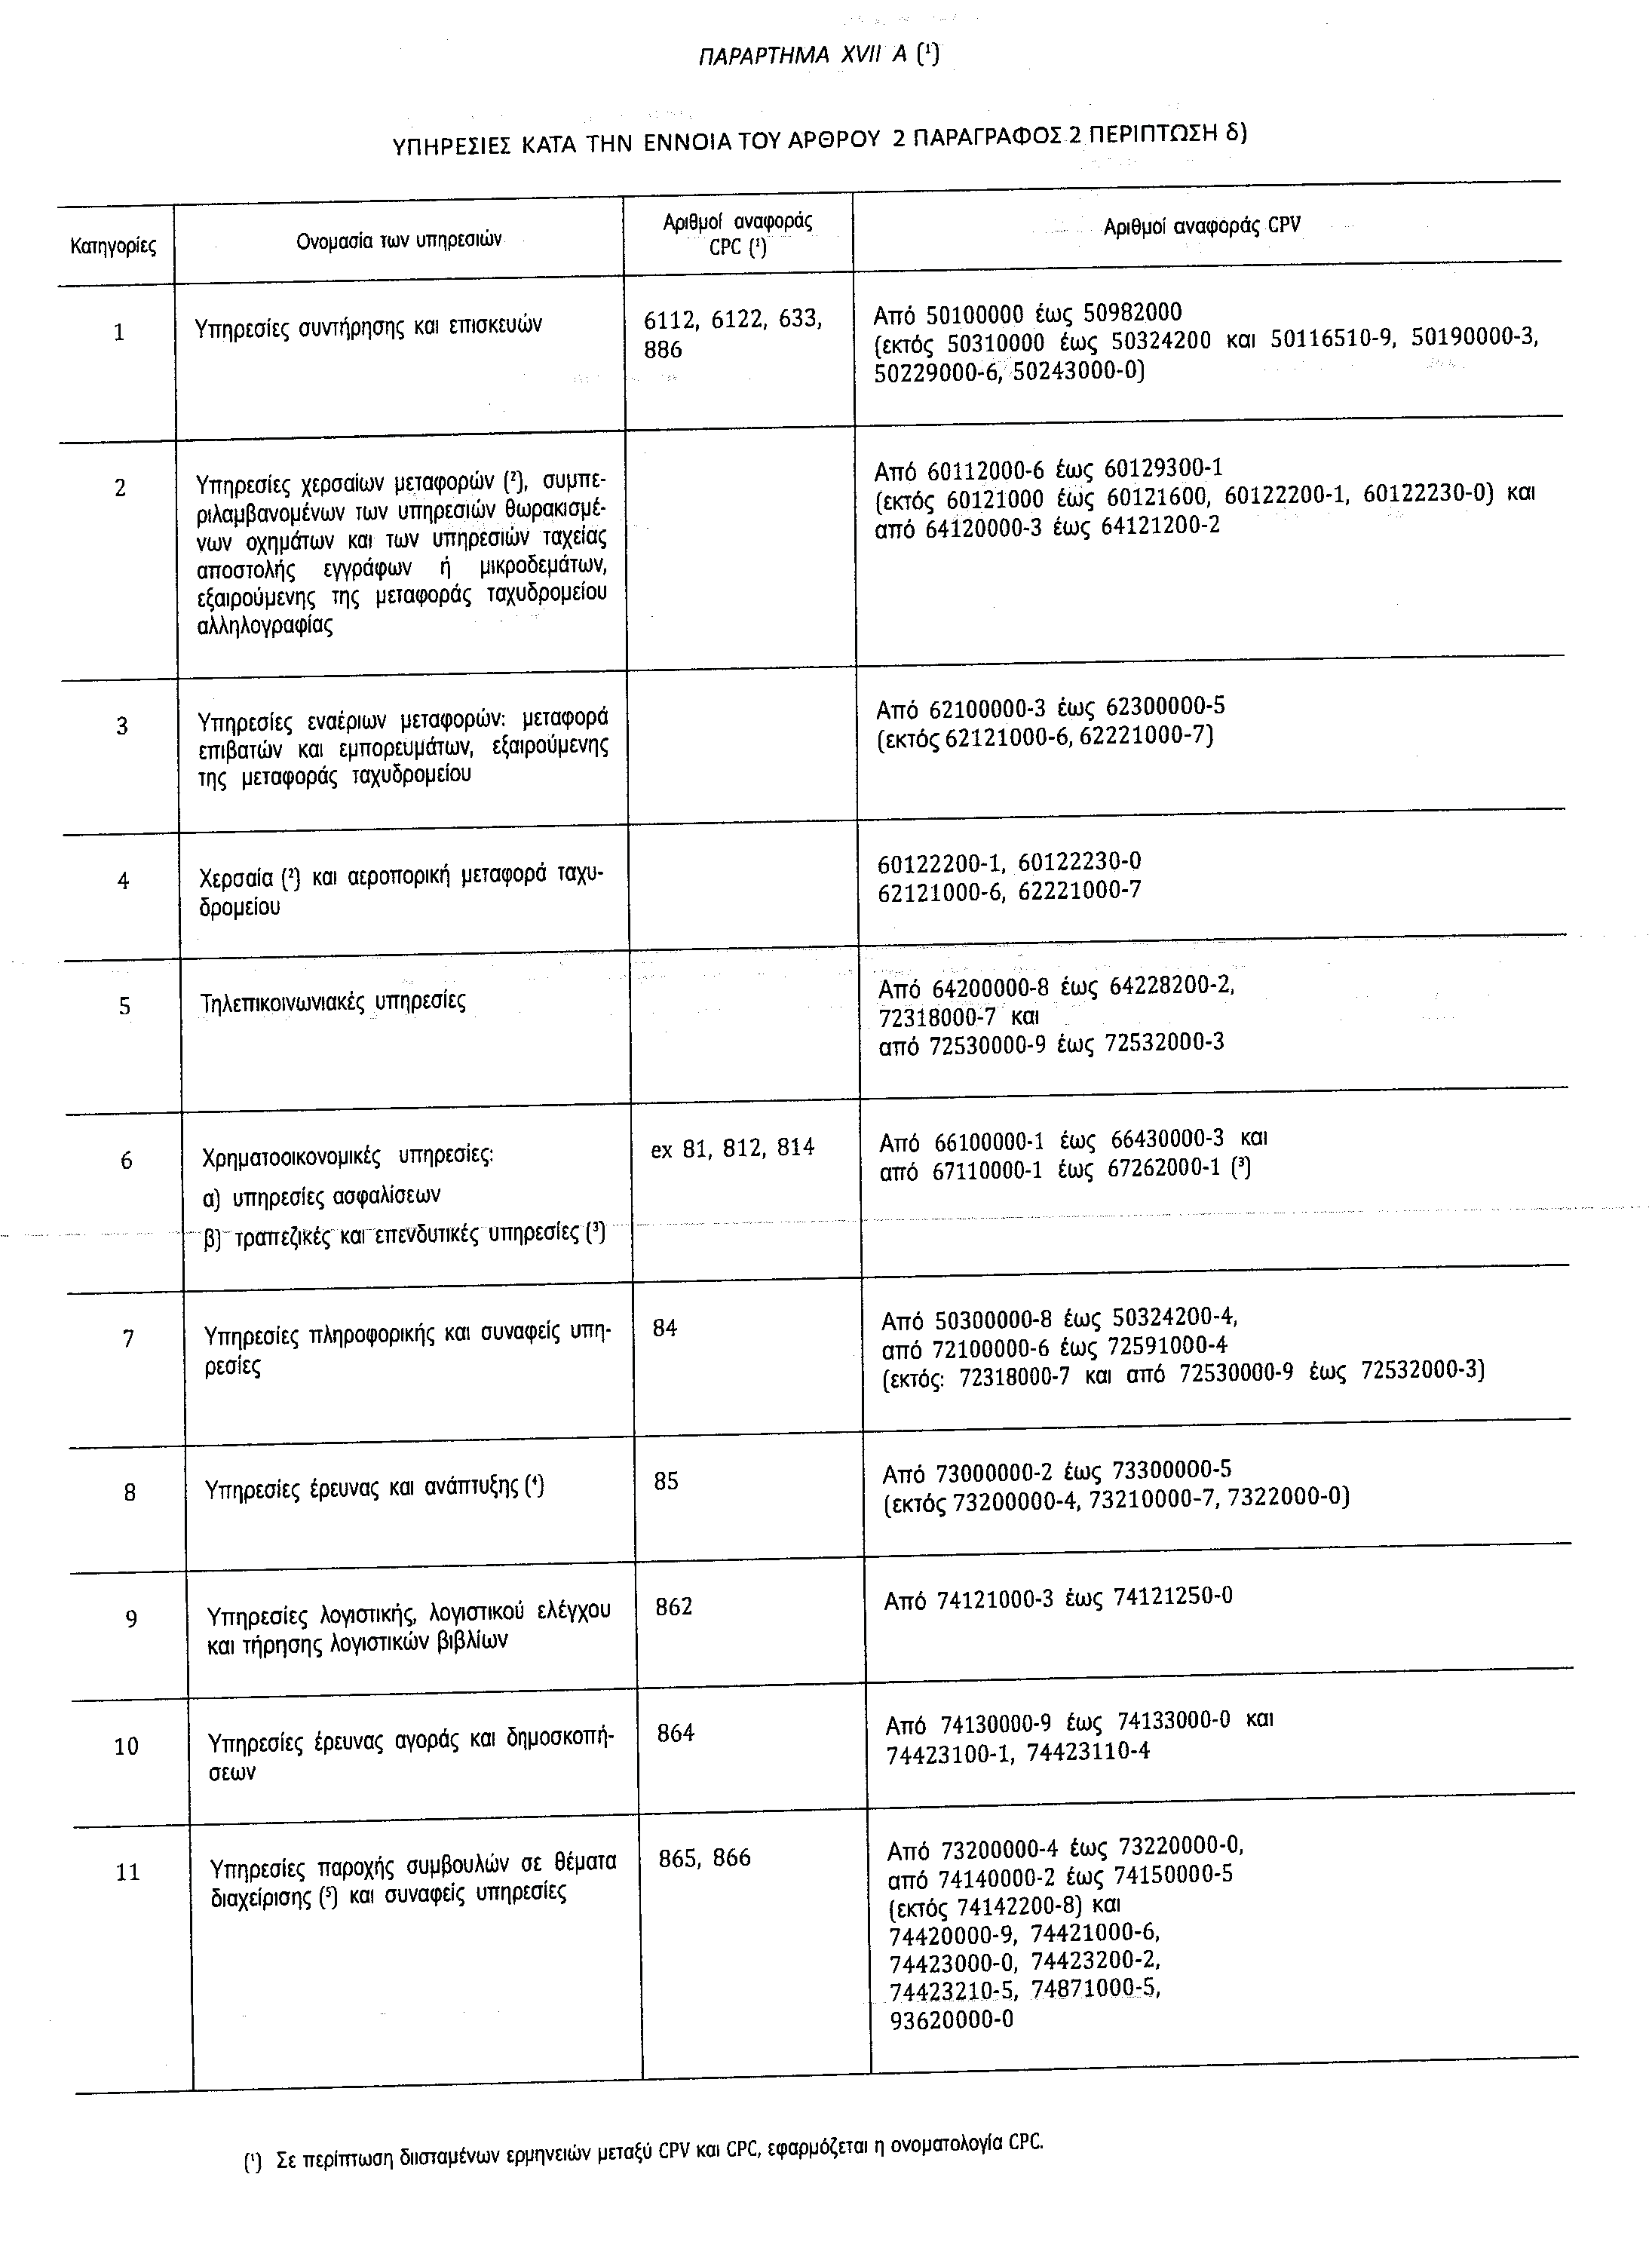 ΠΑΡΑΡΤΗΜΑ XVII Α (¹)
ΥΠΗΡΕΣΙΕΣ ΚΑΤΑ ΤΗΝ ΕΝΝΟΙΑ ΤΟΥ ΑΡΘΡΟΥ 2 ΠΑΡΑΓΡΑΦΟΣ 2 ΠΕΡΙΠΤΩΣΗ δ)
Κατηγορίες
Ονομασία των υπηρεσιών
Αριθμοί αναφοράς
CPC (¹)
Αριθμοί αναφοράς CPV
1
Υπηρεσίες συντήρησης και επισκευών
6112, 6122, 633,
886
Από 50100000 έως 50982000
(εκτός 50310000 έως 50324200 και 50116510-9, 50190000-3,
50229000-6, 50243000-0)
2
Υπηρεσίες χερσαίων μεταφορών (²), συμπε-
ριλαμβανομένων των υπηρεσιών θωρακισμέ-
νων οχημάτων και των υπηρεσιών ταχείας
αποστολής εγγράφων ή μικροδεμάτων,
εξαιρούμενης της μεταφοράς ταχυδρομείου
αλληλογραφίας
Από 60112000-6 έως 60129300-1
(εκτός 60121000 έως 60121600, 60122200-1, 60122230-0) και
από 64120000-3 έως 64121200-2
3
Υπηρεσίες εναέριων μεταφορών: μεταφορά
επιβατών και εμπορευμάτων, εξαιρούμενης
της μεταφοράς ταχυδρομείου
Από 62100000-3 έως 62300000-5
(εκτός 62121000-6, 62221000-7)
4
Χερσαία (²) και αεροπορική μεταφορά ταχυ-
δρομείου
60122200-1, 60122230-0
62121000-6, 62221000-7
5
Τηλεπικοινωνιακές υπηρεσίες
Από 64200000-8 έως 64228200-2,
72318000-7 και
από 72530000-9 έως 72532000-3
6
Χρηματοοικονομικές υπηρεσίες:
α) υπηρεσίες ασφαλίσεων
β) τραπεζικές και επενδυτικές υπηρεσίες (³)
ex 81, 812, 814
Από 66100000-1 έως 66430000-3 και
από 67110000-1 έως 67262000-1 (³)
7
Υπηρεσίες πληροφορικής και συναφείς υπη-
ρεσίες
84
Από 50300000-8 έως 50324200-4,
από 72100000-6 έως 72591000-4
(εκτός: 72318000-7 και από 72530000-9 έως 72532000-3)
8
Υπηρεσίες έρευνας και ανάπτυξης (⁴)
85
Από 73000000-2 έως 73300000-5
(εκτός 73200000-4, 73210000-7, 7322000-0)
9
Υπηρεσίες λογιστικής, λογιστικού ελέγχου
και τήρησης λογιστικών βιβλίων
862
Από 74121000-3 έως 74121250-0
10
Υπηρεσίες έρευνας αγοράς και δημοσκοπή-
σεων
864
Από 74130000-9 έως 74133000-0 και
74423100-1, 74423110-4
11
Υπηρεσίες παροχής συμβουλών σε θέματα
διαχείρισης (⁵) και συναφείς υπηρεσίες
865, 866
Από 73200000-4 έως 73220000-0,
από 74140000-2 έως 74150000-5
(εκτός 74142200-8) και
74420000-9, 74421000-6,
74423000-0, 74423200-2,
74423210-5, 74871000-5,
93620000-0
(¹) Σε περίπτωση διισταμένων ερμηνειών μεταξύ CPV και CPC, εφαρμόζεται η ονοματολογία CPC.